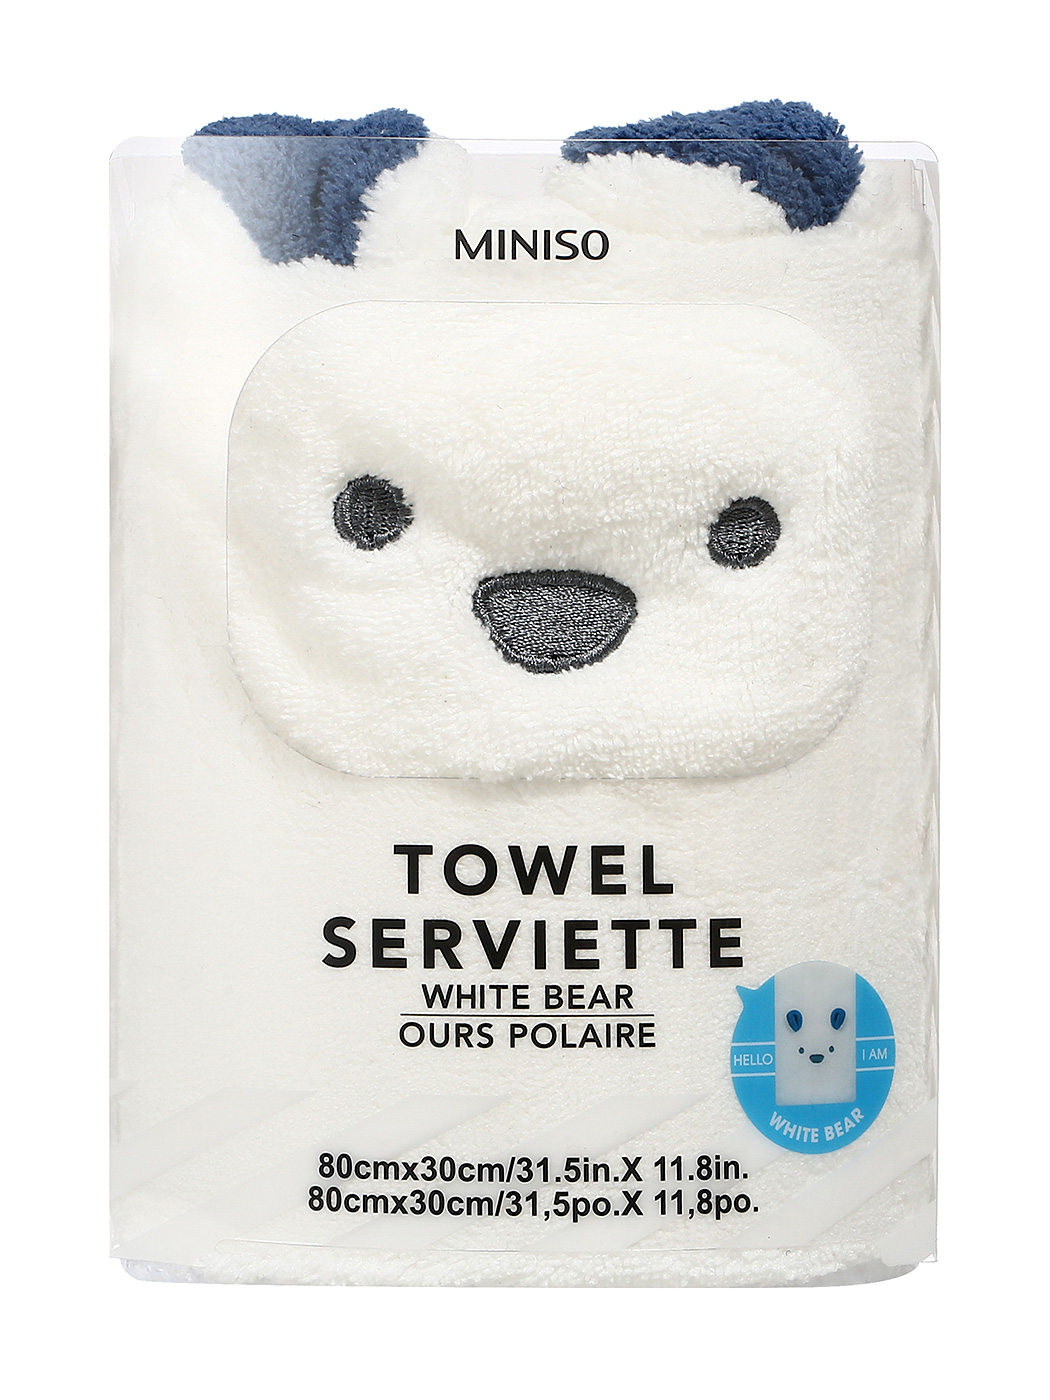 MINISO
TOWEL
SERVIETTE
WHITE BEAR
OURS POLAIRE
HELLO I AM
WHITE BEAR
80cmx30cm/31.5in.X 11.8in.
80cmx30cm/31,5po.X 11,8po.